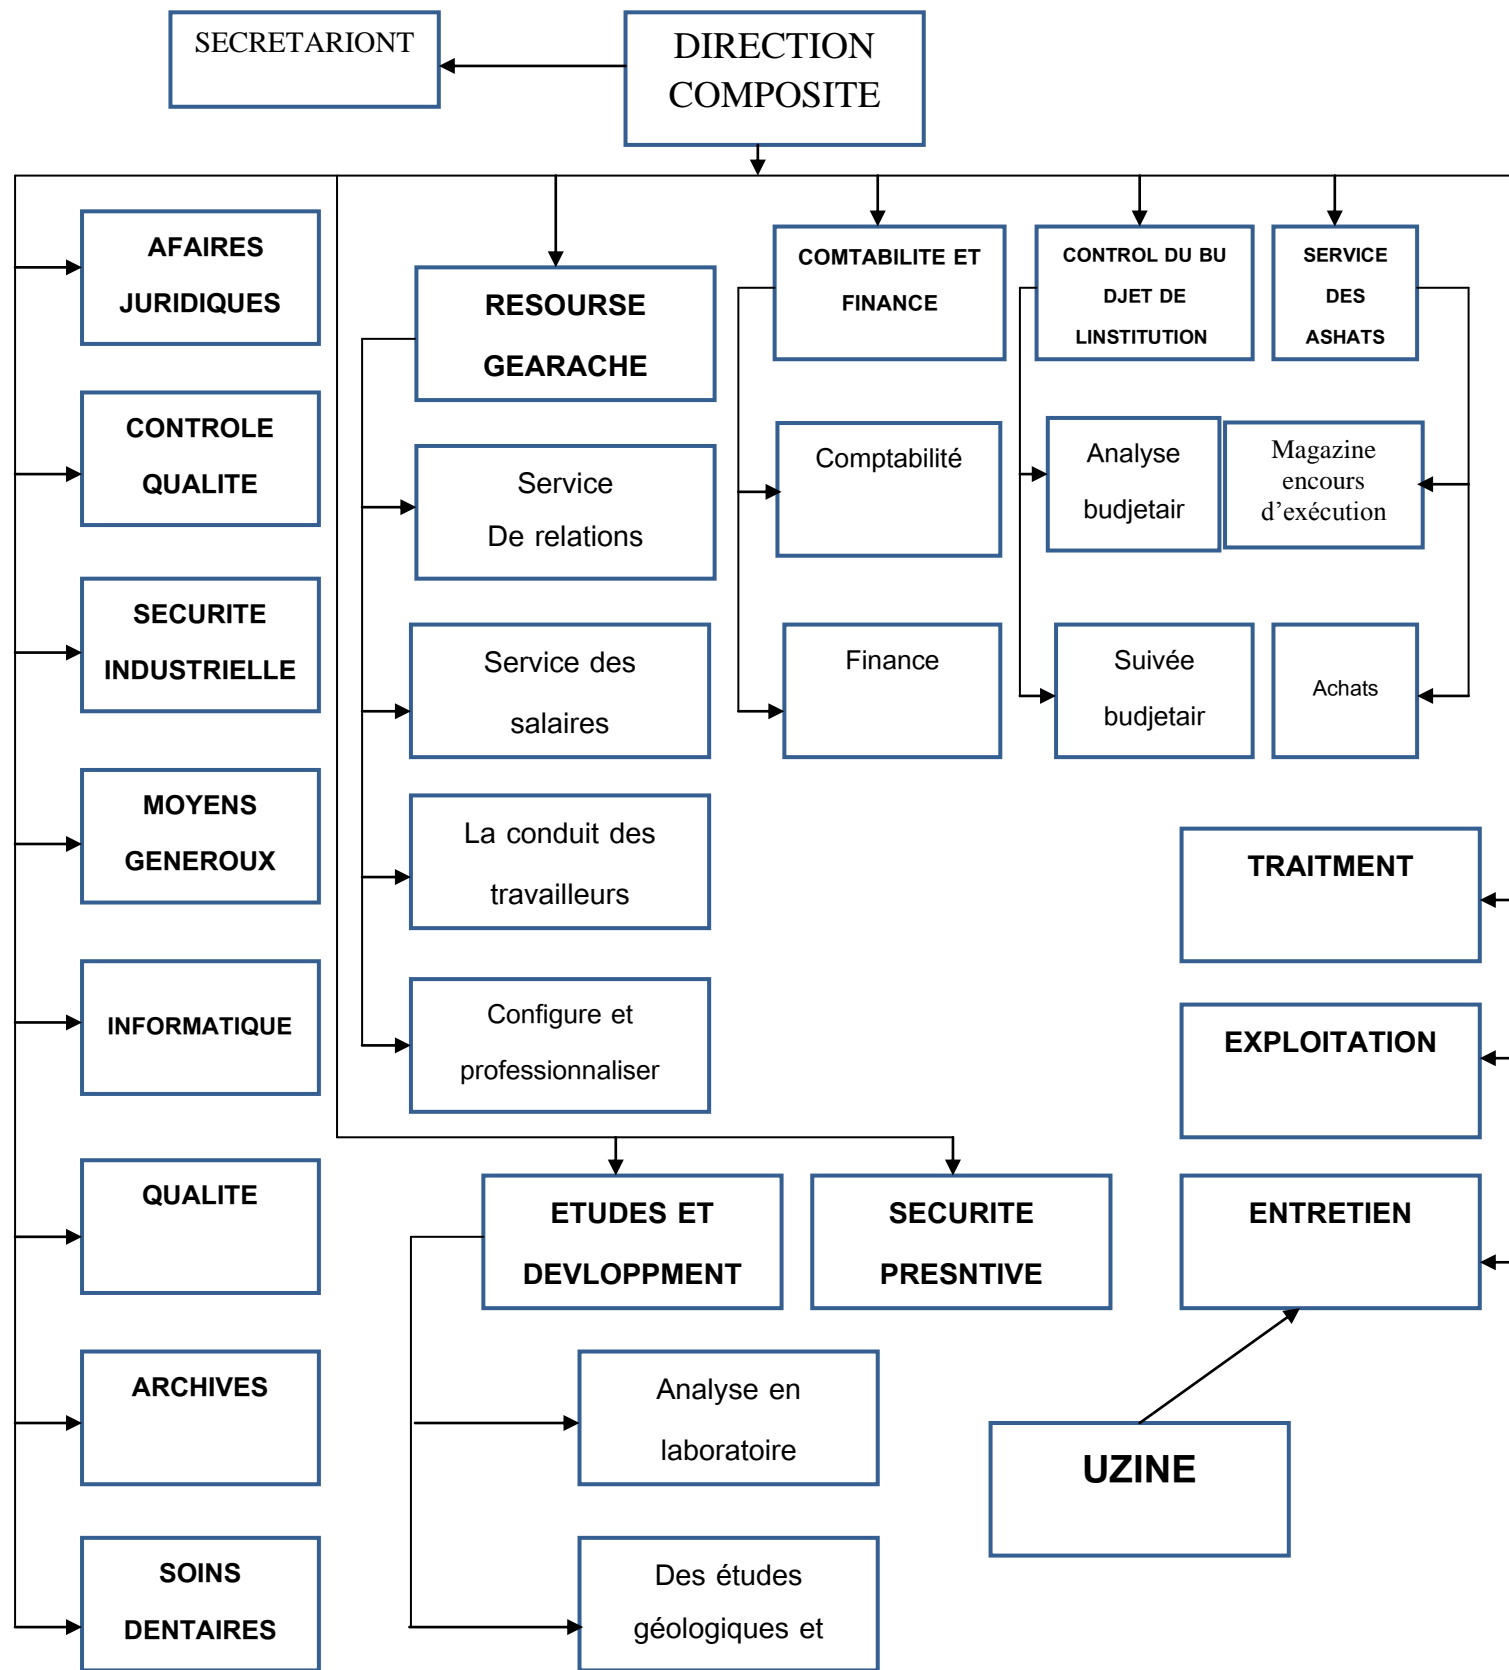 SECRETARIONT
DIRECTION
COMPOSITE
AFAIRES
JURIDIQUES
CONTROLE
QUALITE
SECURITE
INDUSTRIELLE
MOYENS
GENEROUX
INFORMATIQUE
QUALITE
ARCHIVES
SOINS
DENTAIRES
RESOURSE
GEARACHE
Service
De relations
Service des
salaires
La conduit des
travailleurs
Configure et
professionnaliser
COMTABILITE ET
FINANCE
Comptabilité
Finance
CONTROL DU BU
DJET DE
LINSTITUTION
Analyse
budjetair
Suivée
budjetair
SERVICE
DES
ASHATS
Magazine
encours
d’exécution
Achats
TRAITMENT
EXPLOITATION
ENTRETIEN
ETUDES ET
DEVLOPPMENT
SECURITE
PRESNTIVE
Analyse en
laboratoire
Des études
géologiques et
UZINE